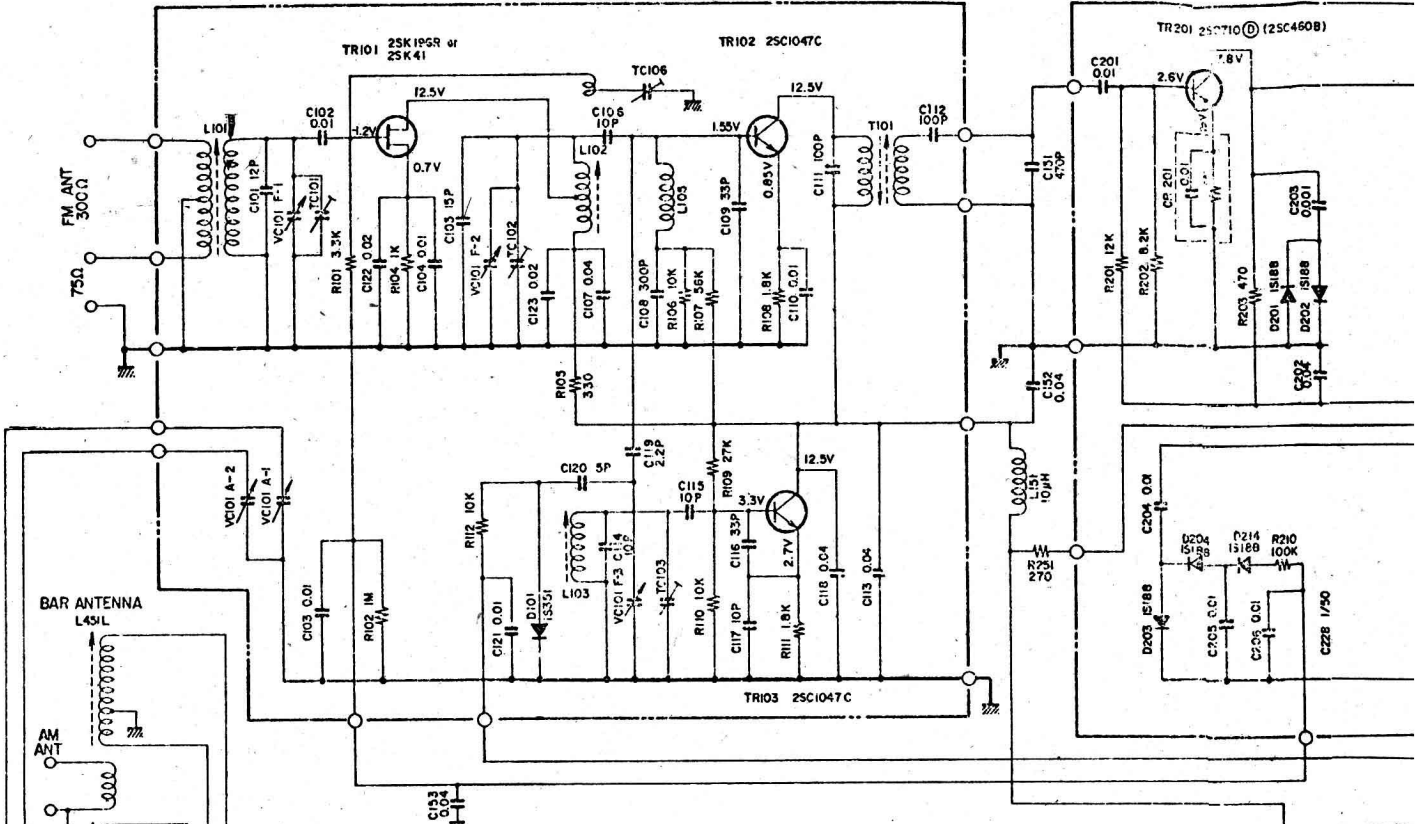 TR101 2SK19GR or
2SK41
TR102 2SC1047C
TC106
TR201 2SC710 Ⓓ (2SC460B)
7.8V
C201
0.01
2.6V
12.5V
12.5V
C102
0.01
C106
10P
C112
100P
L101
-1.2V
1.55V
T101
L102
0.7V
0.85V
FM ANT
300Ω
75Ω
C101 12P
VC101 F-1
TC101
R101 3.3K
C122 0.02
R104 1K
C104 0.01
C103 15P
VC101 F-2
TC102
C123 0.02
C107 0.04
L105
C108 300P
R106 10K
R107 56K
C109 33P
R108 1.8K
C110 0.01
C111 100P
C151
470P
R201 12K
R202 8.2K
CR 201
0.01
R203 470
C203
0.001
D201 1S188
D202 1S188
C202
0.04
R105
330
C152
0.04
C119
2.2P
C120 5P
R109 27K
12.5V
L151
10μH
VC101 A-2
VC101 A-1
R112 10K
C115
10P
3.3V
C204 0.01
D204
1S188
D214
1S188
R210
100K
C114
10P
C116 33P
2.7V
R251
270
L103
VC101 F-3
TC103
C118 0.04
C113 0.04
BAR ANTENNA
L451L
C103 0.01
R102 1M
C121 0.01
D101
1S351
R110 10K
C117 10P
R111 1.8K
D203 1S188
C205 0.01
C206 0.01
C228 1/50
TR103 2SC1047C
AM
ANT
C153
0.04